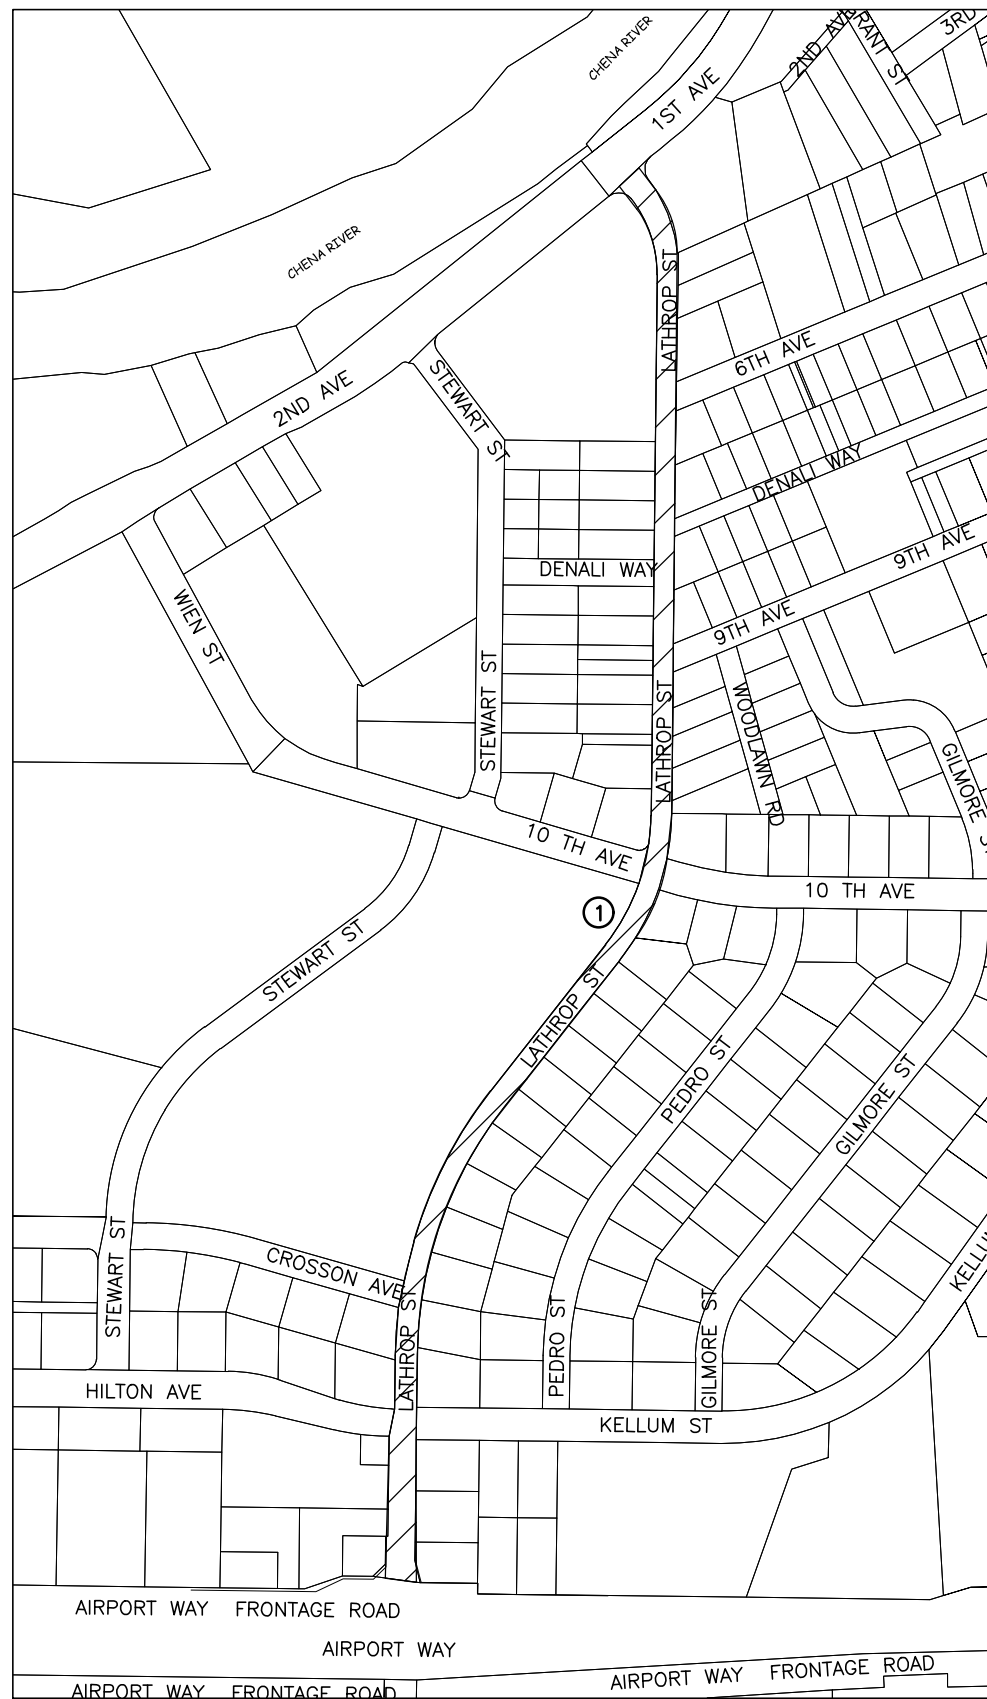 CHENA RIVER
2ND AVE
RANT ST
3RD
1ST AVE
CHENA RIVER
LATHROP ST
6TH AVE
2ND AVE
STEWART ST
DENALI WAY
9TH AVE
DENALI WAY
WIEN ST
9TH AVE
STEWART ST
LATHROP ST
WOODLAWN RD
GILMORE ST
10 TH AVE
10 TH AVE
1
STEWART ST
LATHROP ST
PEDRO ST
GILMORE ST
KELLU
CROSSON AVE
STEWART ST
LATHROP ST
PEDRO ST
GILMORE ST
HILTON AVE
KELLUM ST
AIRPORT WAY FRONTAGE ROAD
AIRPORT WAY
AIRPORT WAY FRONTAGE ROAD
AIRPORT WAY FRONTAGE ROAD